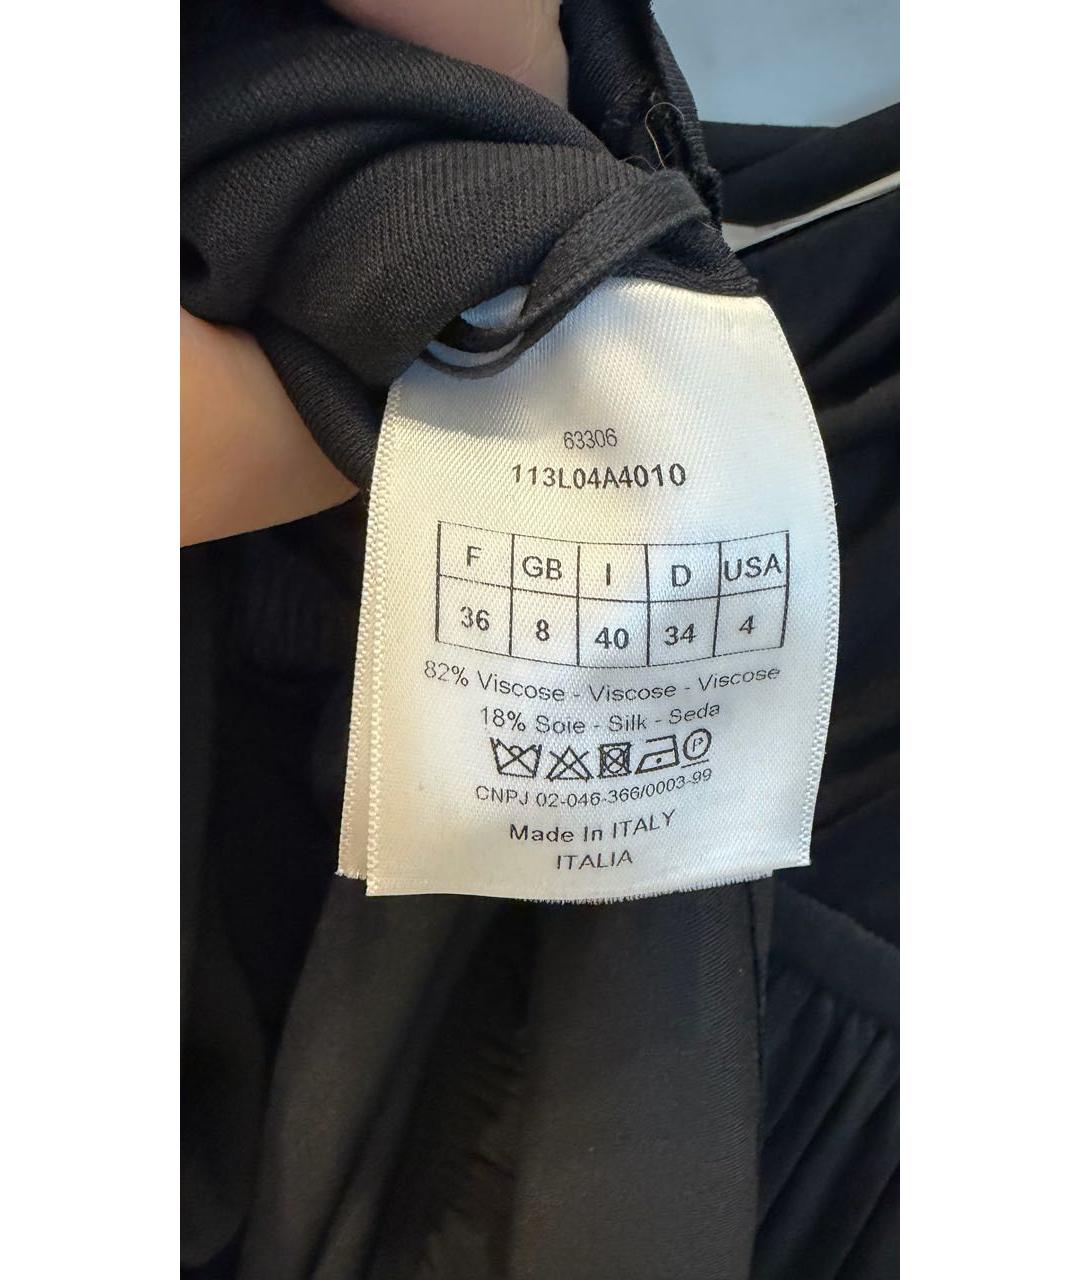 63306
113L04A4010
F GB I D USA
36 8 40 34 4
82% Viscose - Viscose - Viscose
18% Soie - Silk - Seda
P
CNPJ 02-046-366/0003-99
Made In ITALY
ITALIA